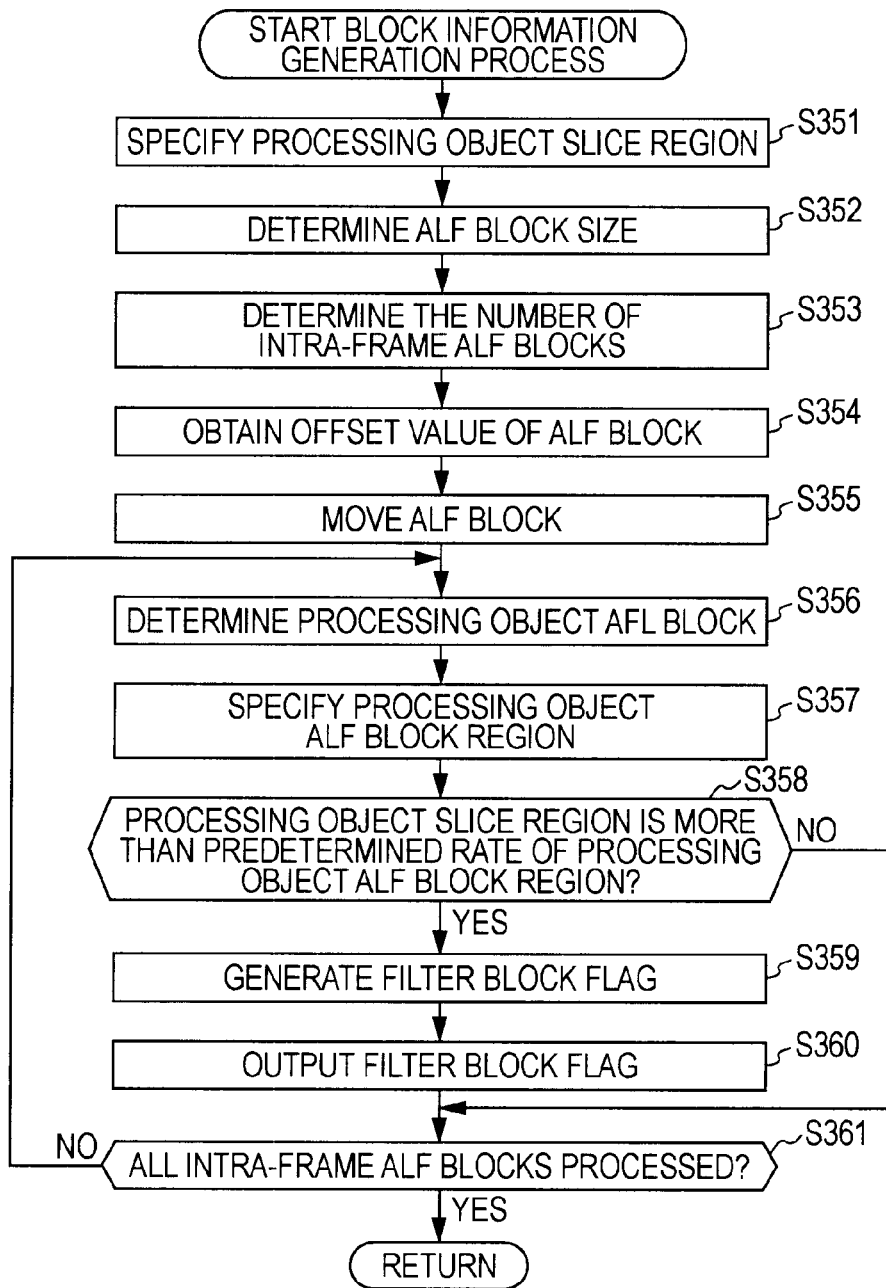 START BLOCK INFORMATION
GENERATION PROCESS
S351
SPECIFY PROCESSING OBJECT SLICE REGION
S352
DETERMINE ALF BLOCK SIZE
S353
DETERMINE THE NUMBER OF
INTRA-FRAME ALF BLOCKS
S354
OBTAIN OFFSET VALUE OF ALF BLOCK
S355
MOVE ALF BLOCK
S356
DETERMINE PROCESSING OBJECT AFL BLOCK
S357
SPECIFY PROCESSING OBJECT
ALF BLOCK REGION
S358
PROCESSING OBJECT SLICE REGION IS MORE
THAN PREDETERMINED RATE OF PROCESSING
OBJECT ALF BLOCK REGION?
NO
YES
S359
GENERATE FILTER BLOCK FLAG
S360
OUTPUT FILTER BLOCK FLAG
S361
NO
ALL INTRA-FRAME ALF BLOCKS PROCESSED?
YES
RETURN